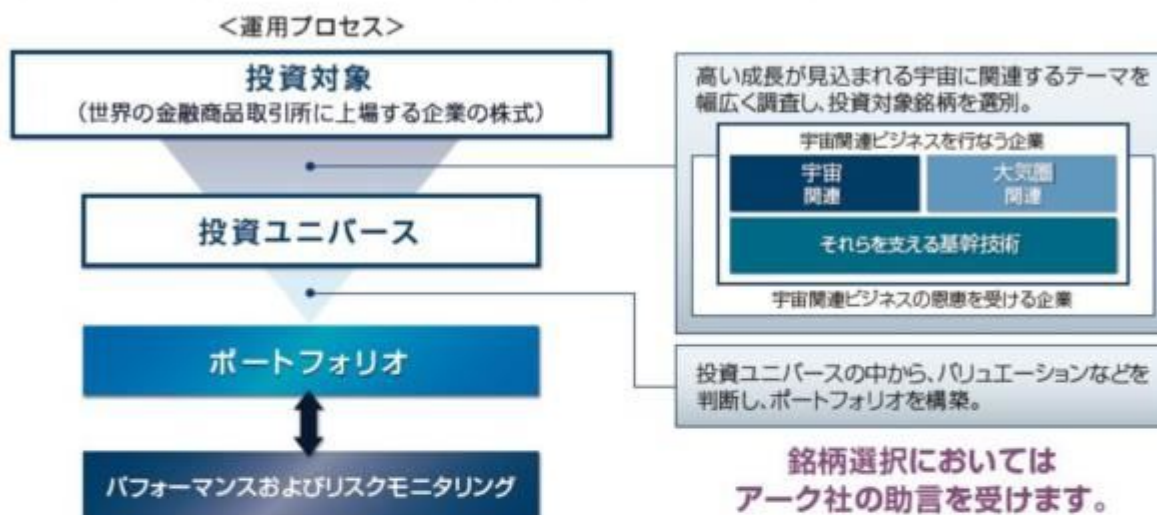 <運用プロセス>
投資対象
(世界の金融商品取引所に上場する企業の株式)
投資ユニバース
ポートフォリオ
パフォーマンスおよびリスクモニタリング
高い成長が見込まれる宇宙に関連するテーマを
幅広く調査し、投資対象銘柄を選別。
宇宙関連ビジネスを行なう企業
宇宙
関連
大気圏
関連
それらを支える基幹技術
宇宙関連ビジネスの恩恵を受ける企業
投資ユニバースの中から、バリュエーションなどを
判断し、ポートフォリオを構築。
銘柄選択においては
アーク社の助言を受けます。